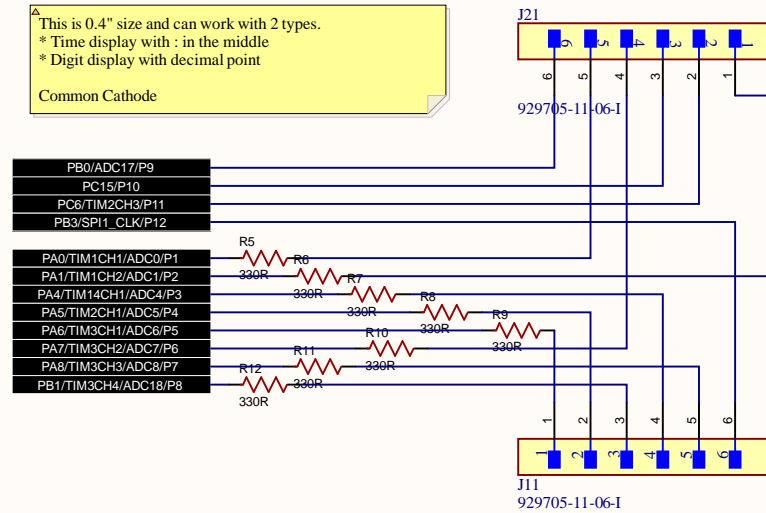 This is 0.4" size and can work with 2 types.
* Time display with : in the middle
* Digit display with decimal point
Common Cathode
J21
6 5 4 3 2 1
6 5 4 3 2 1
929705-11-06-I
PB0/ADC17/P9
PC15/P10
PC6/TIM2CH3/P11
PB3/SPI1_CLK/P12
PA0/TIM1CH1/ADC0/P1
PA1/TIM1CH2/ADC1/P2
PA4/TIM14CH1/ADC4/P3
PA5/TIM2CH1/ADC5/P4
PA6/TIM3CH1/ADC6/P5
PA7/TIM3CH2/ADC7/P6
PA8/TIM3CH3/ADC8/P7
PB1/TIM3CH4/ADC18/P8
R5
330R
R6
330R
R7
330R
R8
330R
R9
330R
R10
330R
R11
330R
R12
330R
1 2 3 4 5 6
1 2 3 4 5 6
J11
929705-11-06-I